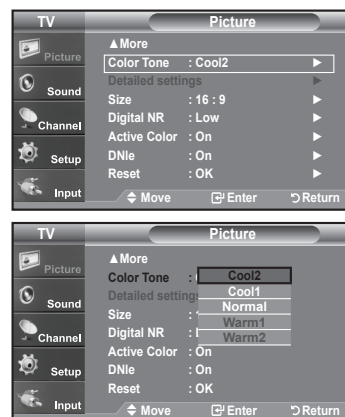 TV Picture
▲More
Picture
Color Tone : Cool2 ►
Detailed settings ►
Sound
Size : 16 : 9 ►
Channel
Digital NR : Low ►
Active Color : On ►
Setup
DNIe : On ►
Reset : OK ►
Input
Move Enter Return
TV Picture
▲More
Picture
Color Tone : Cool2
Detailed settings Cool1
Sound
Size : Normal
Warm1
Channel
Digital NR : L Warm2
Active Color : On
Setup
DNIe : On
Reset : OK
Input
Move Enter Return